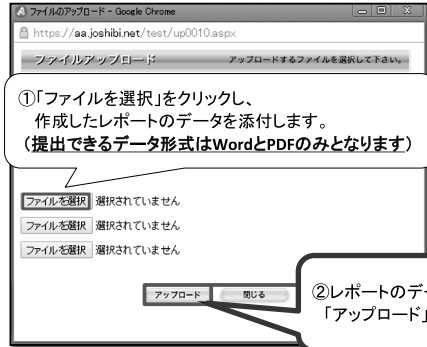 ファイルのアップロード - Google Chrome
https://aa.joshibi.net/test/up0010.aspx
ファイルアップロード アップロードするファイルを選択して下さい。
①「ファイルを選択」をクリックし、
作成したレポートのデータを添付します。
（提出できるデータ形式はWordとPDFのみとなります）
ファイルを選択 選択されていません
ファイルを選択 選択されていません
ファイルを選択 選択されていません
アップロード 閉じる
②レポートのデー
「アップロード」